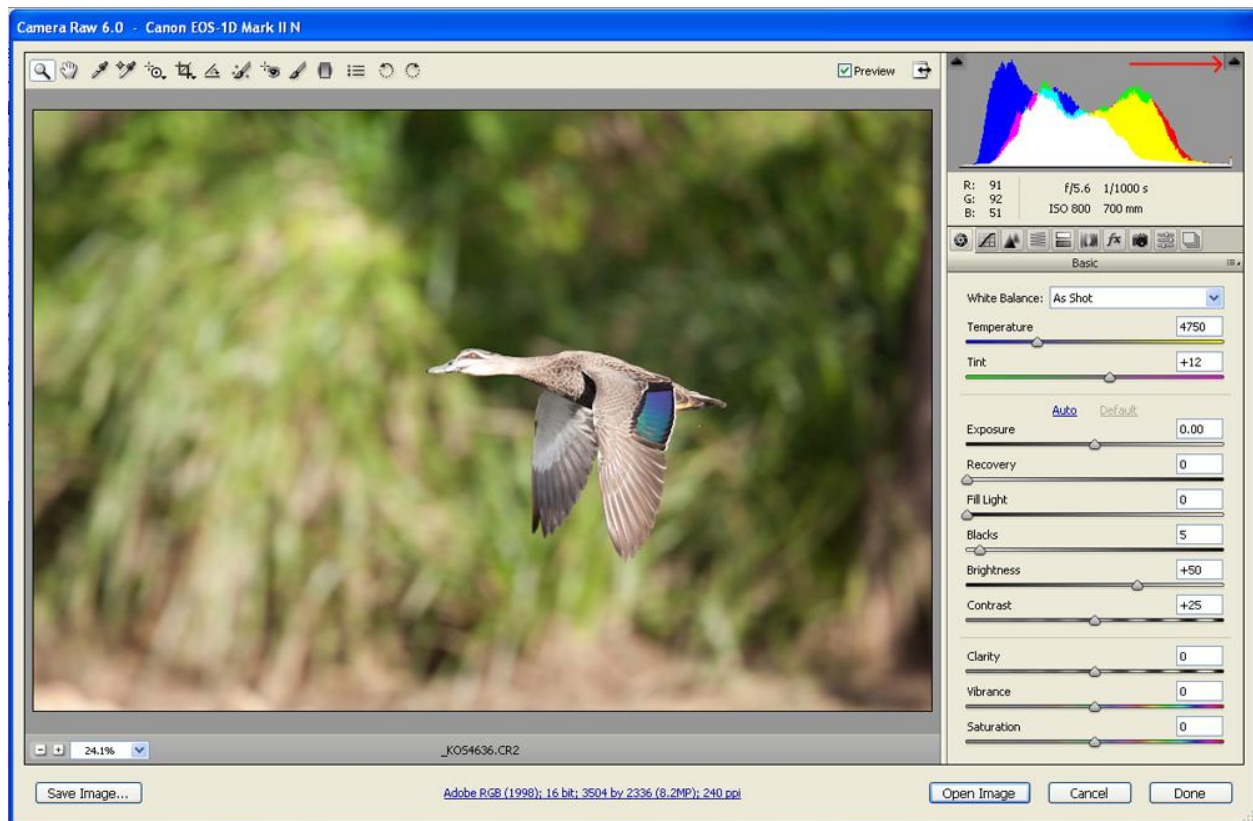 Camera Raw 6.0 - Canon EOS-1D Mark II N
Preview
R: 91
G: 92
B: 51
f/5.6 1/1000 s
ISO 800 700 mm
fx
Basic
White Balance: As Shot
Temperature 4750
Tint +12
Auto Default
Exposure 0.00
Recovery 0
Fill Light 0
Blacks 5
Brightness +50
Contrast +25
Clarity 0
Vibrance 0
Saturation 0
24.1% _KOS4636.CR2
Save Image... Adobe RGB (1998); 16 bit; 3504 by 2336 (8.2MP); 240 ppi Open Image Cancel Done